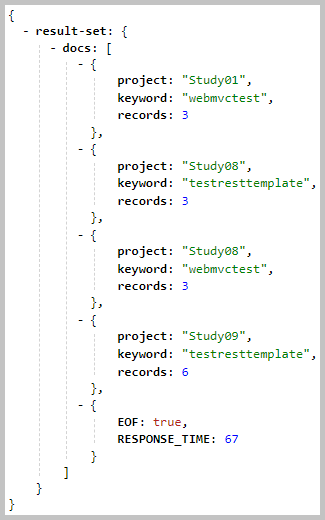 {
- result-set: {
- docs: [
- {
project: "Study01",
keyword: "webmvctest",
records: 3
},
- {
project: "Study08",
keyword: "testresttemplate",
records: 3
},
- {
project: "Study08",
keyword: "webmvctest",
records: 3
},
- {
project: "Study09",
keyword: "testresttemplate",
records: 6
},
- {
EOF: true,
RESPONSE_TIME: 67
}
]
}
}